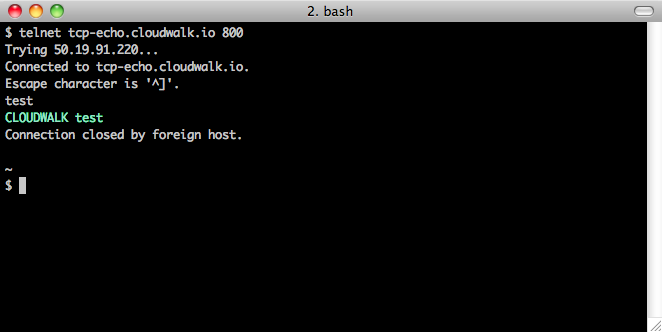 2. bash
$ telnet tcp-echo.cloudwalk.io 800
Trying 50.19.91.220...
Connected to tcp-echo.cloudwalk.io.
Escape character is '^]'.
test
CLOUDWALK test
Connection closed by foreign host.
~
$